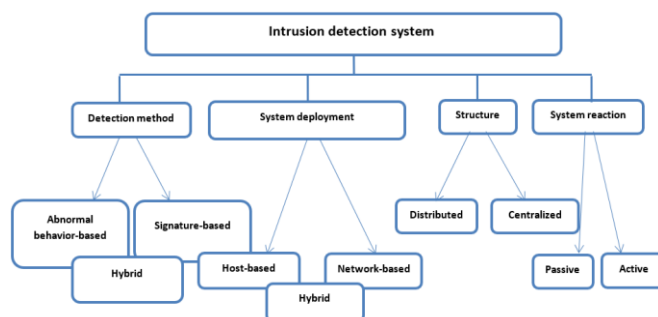 Intrusion detection system
Detection method
System deployment
Structure
System reaction
Abnormal
behavior-based
Signature-based
Hybrid
Host-based
Network-based
Hybrid
Distributed
Centralized
Passive
Active